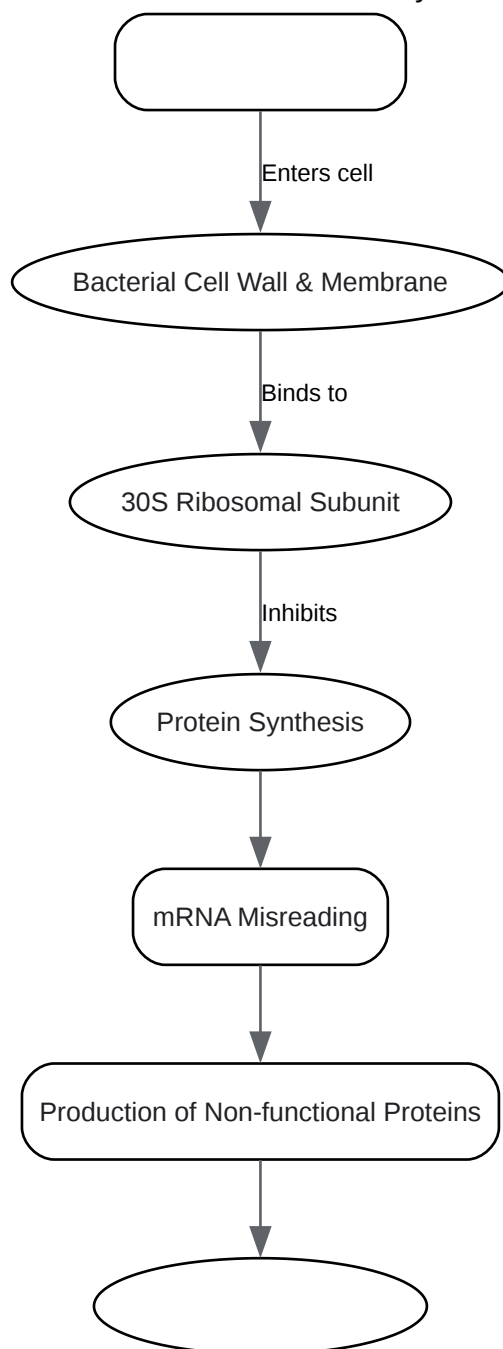 Enters cell
Bacterial Cell Wall & Membrane
Binds to
30S Ribosomal Subunit
Inhibits
Protein Synthesis
mRNA Misreading
Production of Non-functional Proteins